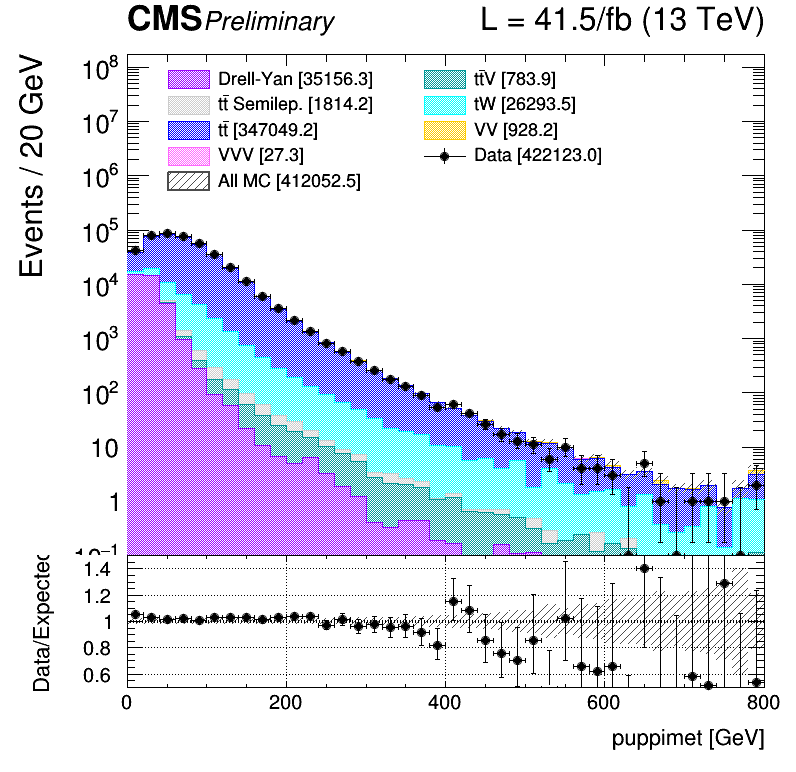 CMS Preliminary L = 41.5/fb (13 TeV)
Events / 20 GeV
Drell-Yan [35156.3]
tt̄V [783.9]
tt̄ Semilep. [1814.2]
tW [26293.5]
tt̄ [347049.2]
VV [928.2]
VVV [27.3]
Data [422123.0]
All MC [412052.5]
10⁸
10⁷
10⁶
10⁵
10⁴
10³
10²
10
1
10⁻¹
Data/Expected
1.4
1.2
1
0.8
0.6
0 200 400 600 800
puppimet [GeV]